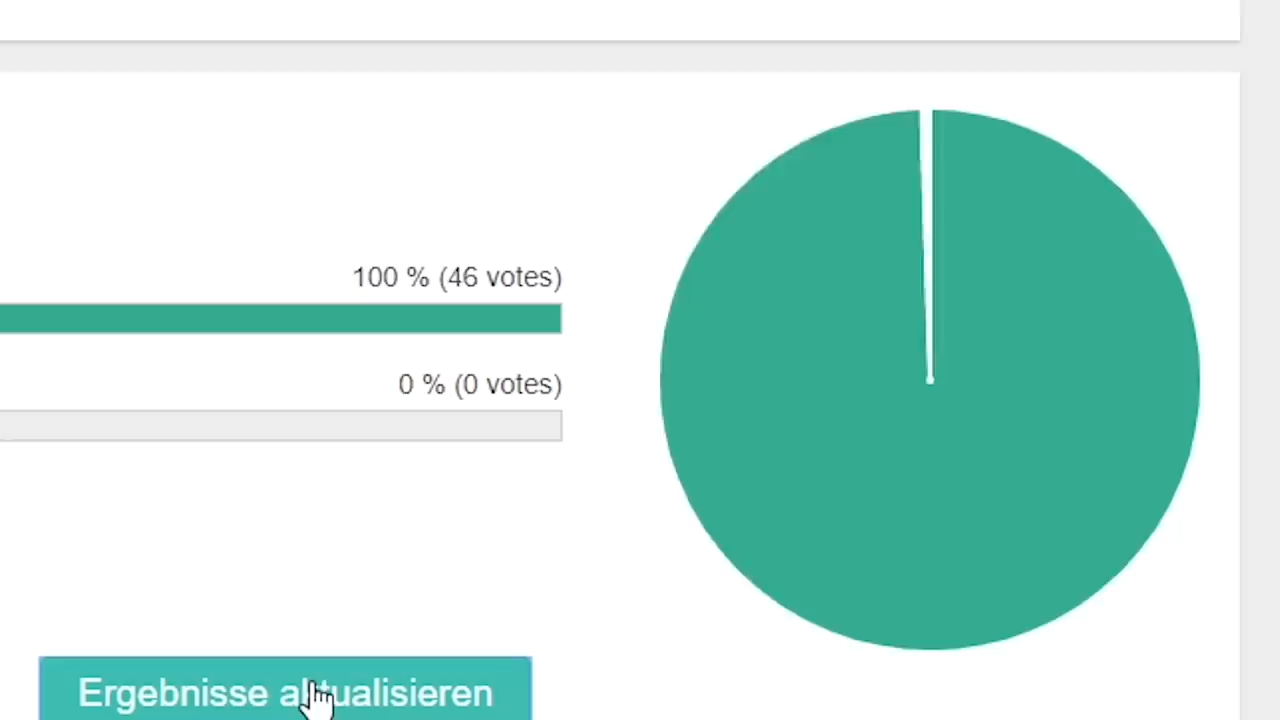 100 % (46 votes)
0 % (0 votes)
Ergebnisse aktualisieren